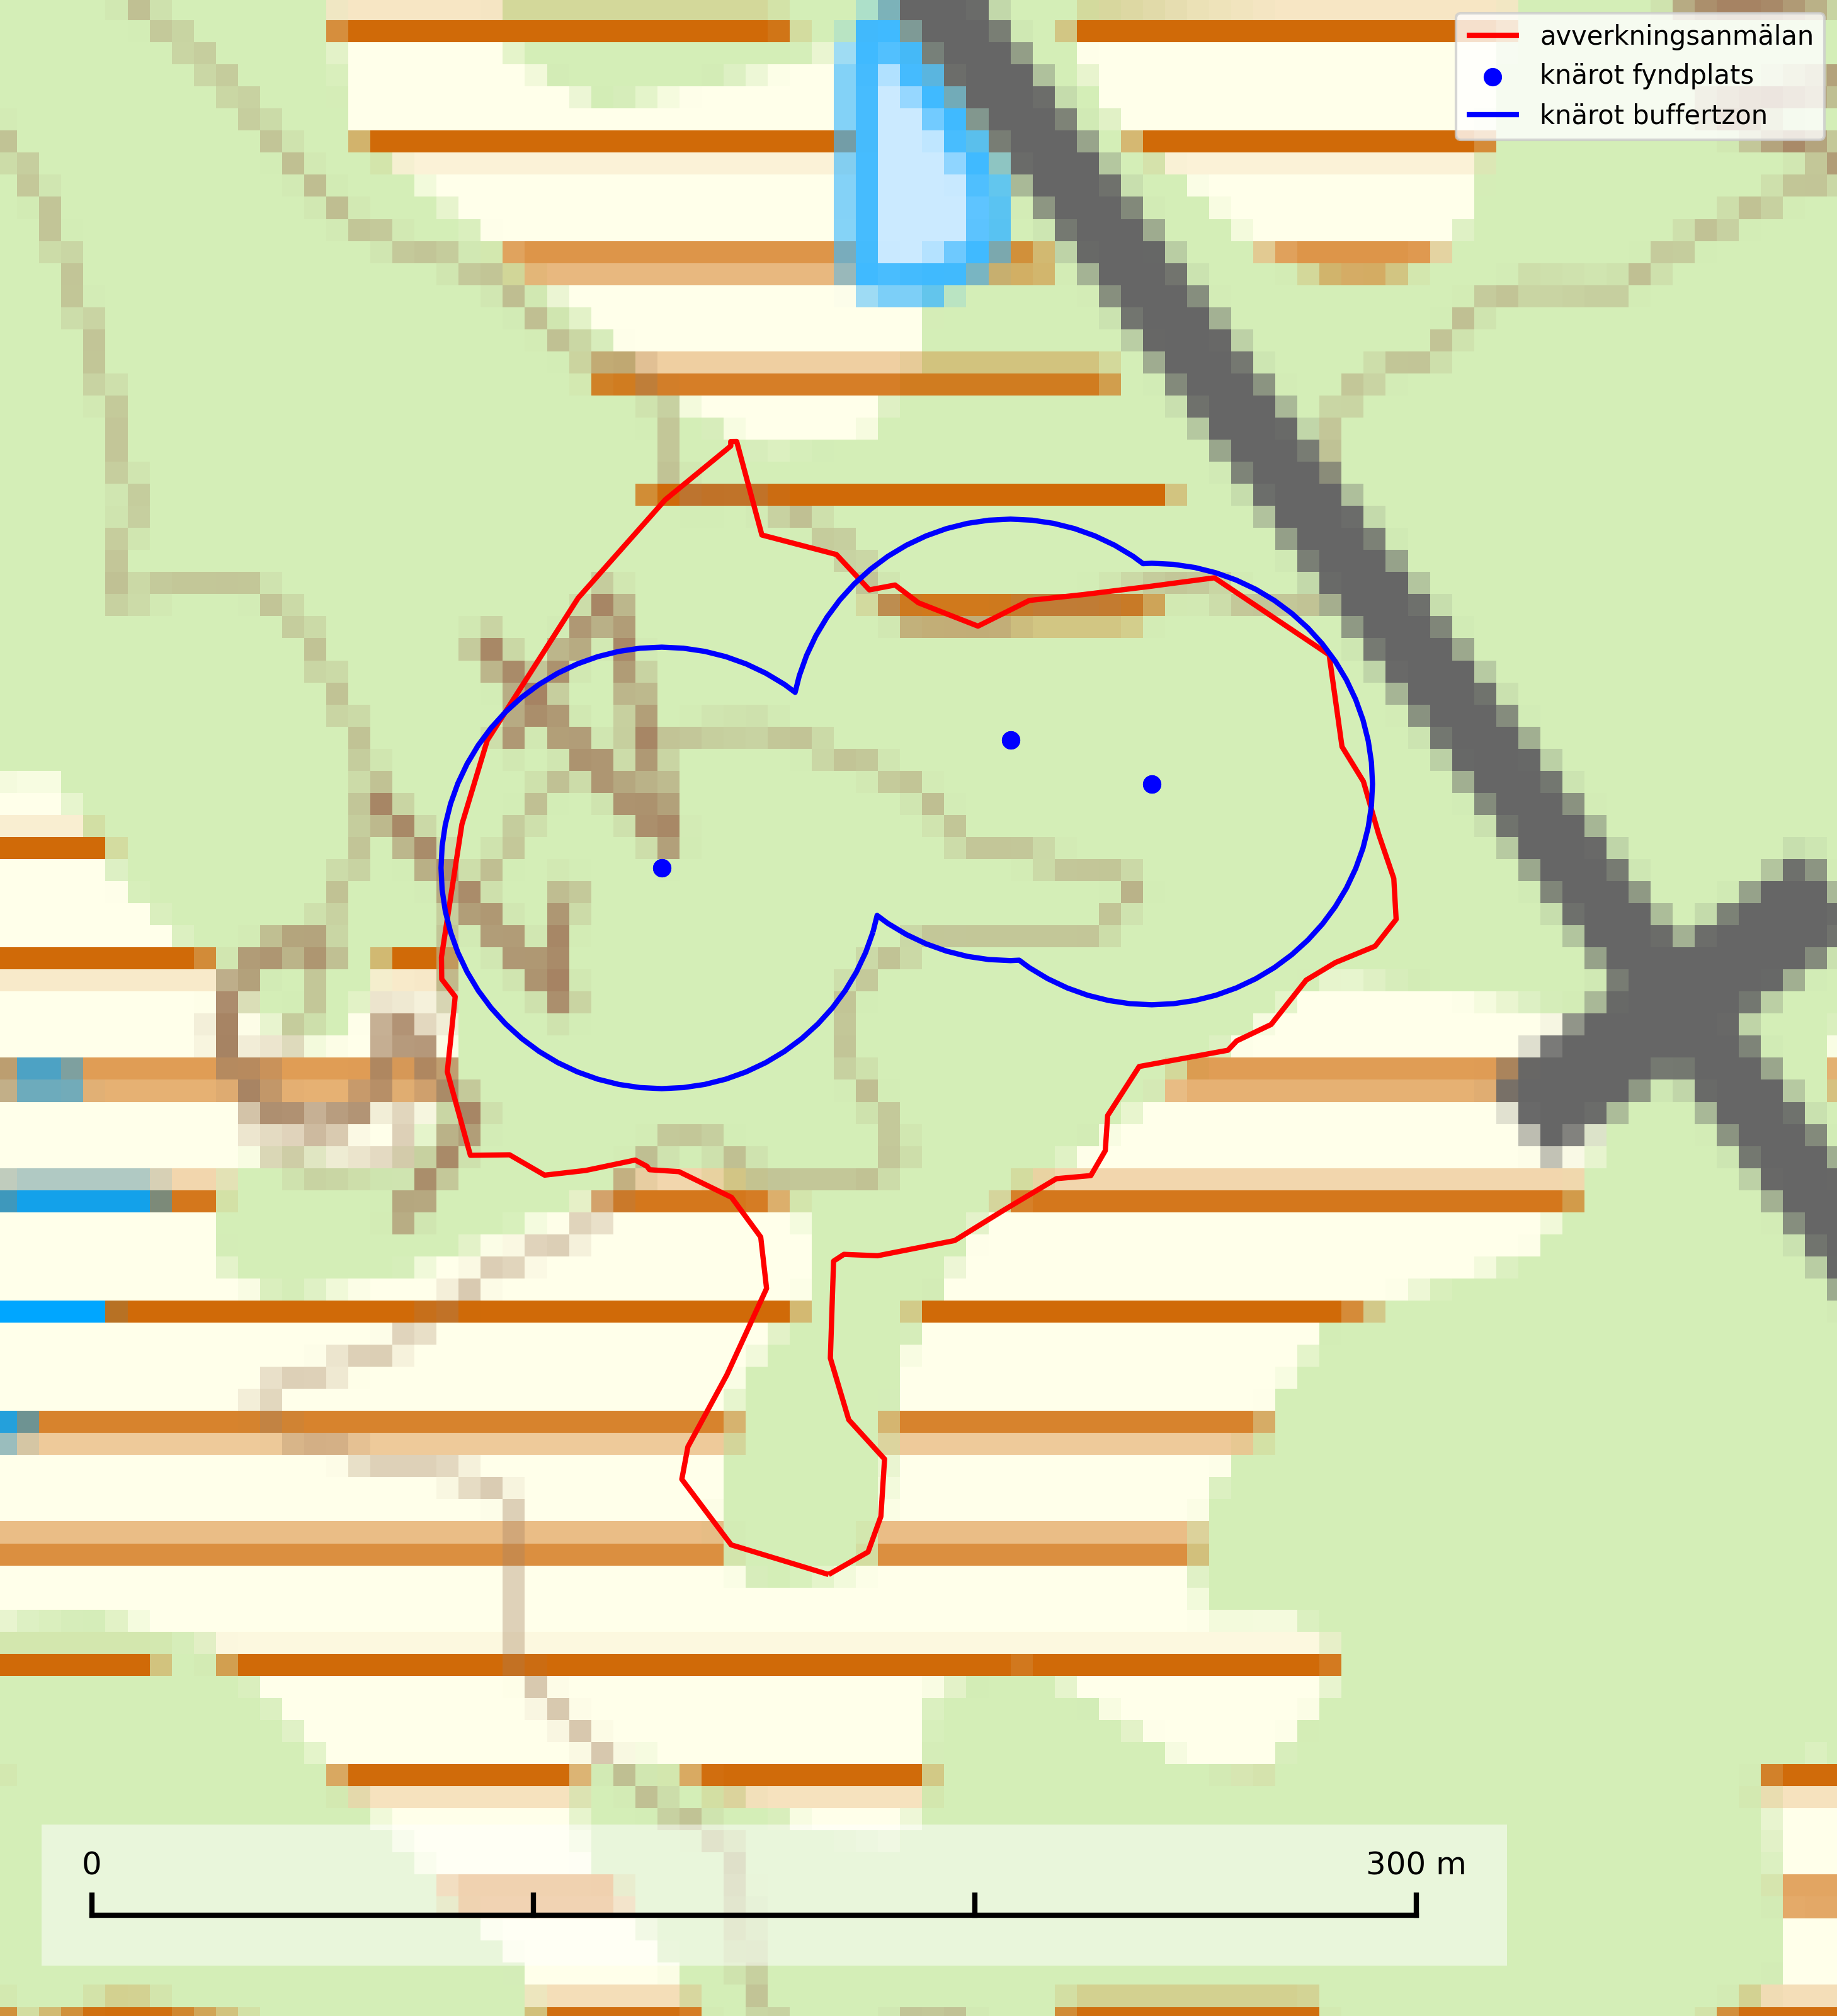 avverkningsanmälan
knärot fyndplats
knärot buffertzon
0 300 m